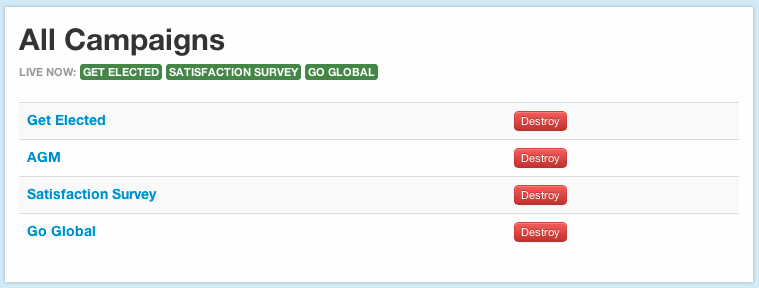 All Campaigns
LIVE NOW: GET ELECTED SATISFACTION SURVEY GO GLOBAL
Get Elected Destroy
AGM Destroy
Satisfaction Survey Destroy
Go Global Destroy